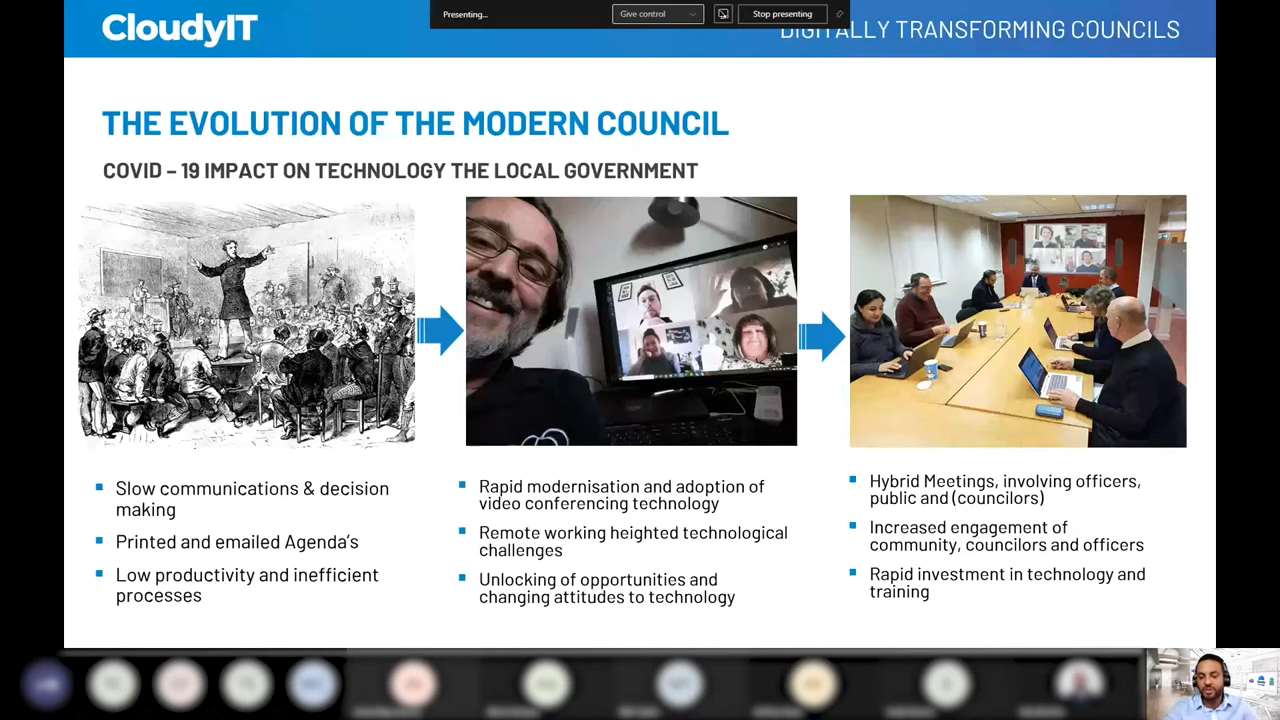 Presenting...
Give control
Stop presenting
CloudyIT
DIGITALLY TRANSFORMING COUNCILS
THE EVOLUTION OF THE MODERN COUNCIL
COVID – 19 IMPACT ON TECHNOLOGY THE LOCAL GOVERNMENT
Slow communications & decision
making
Printed and emailed Agenda's
Low productivity and inefficient
processes
Rapid modernisation and adoption of
video conferencing technology
Remote working heighted technological
challenges
Unlocking of opportunities and
changing attitudes to technology
Hybrid Meetings, involving officers,
public and (councilors)
Increased engagement of
community, councilors and officers
Rapid investment in technology and
training